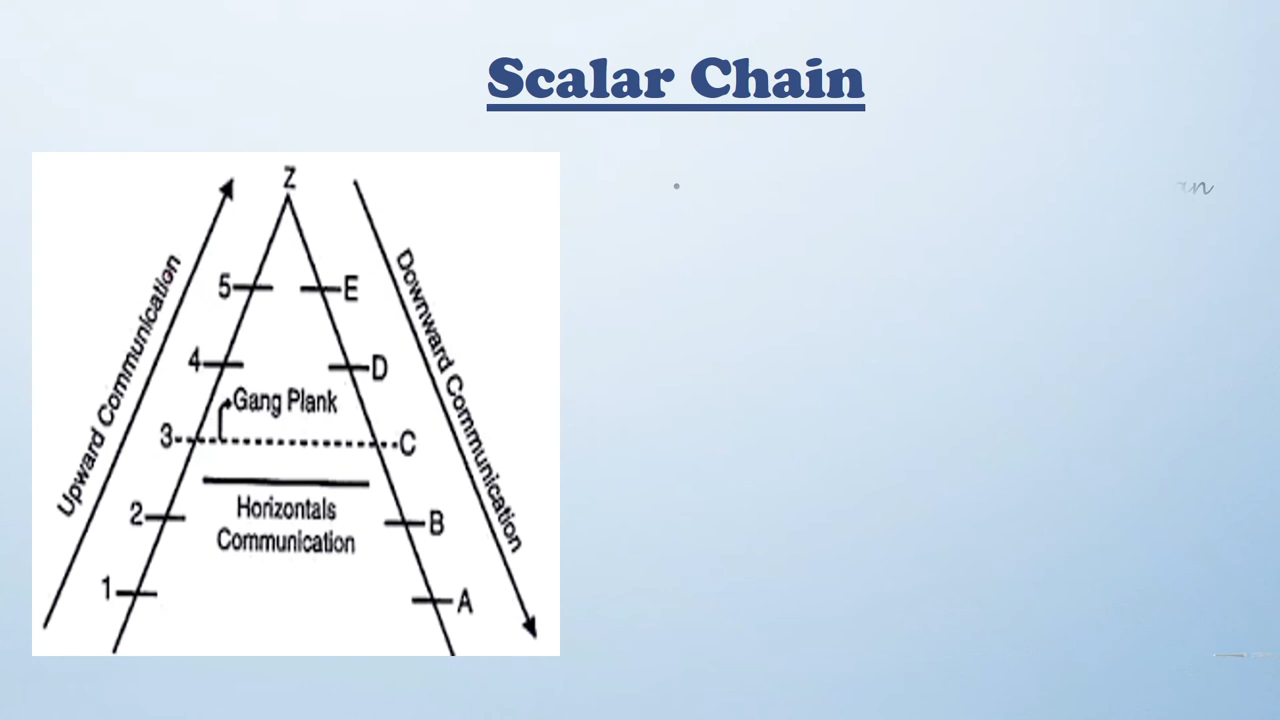 Scalar Chain
Z
Upward Communication
Downward Communication
5
E
4
D
Gang Plank
3
C
Horizontals
Communication
2
B
1
A